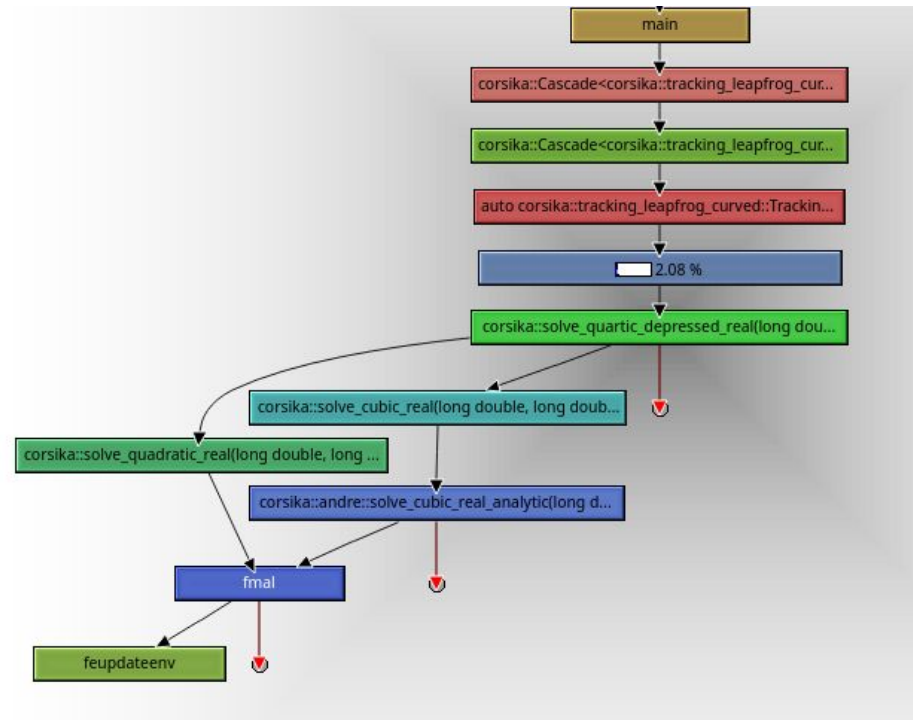 main
corsika::Cascade<corsika::tracking_leapfrog_cur...
corsika::Cascade<corsika::tracking_leapfrog_cur...
auto corsika::tracking_leapfrog_curved::Trackin...
2.08 %
corsika::solve_quartic_depressed_real(long dou...
corsika::solve_cubic_real(long double, long doub...
corsika::solve_quadratic_real(long double, long ...
corsika::andre::solve_cubic_real_analytic(long d...
fmal
feupdateenv